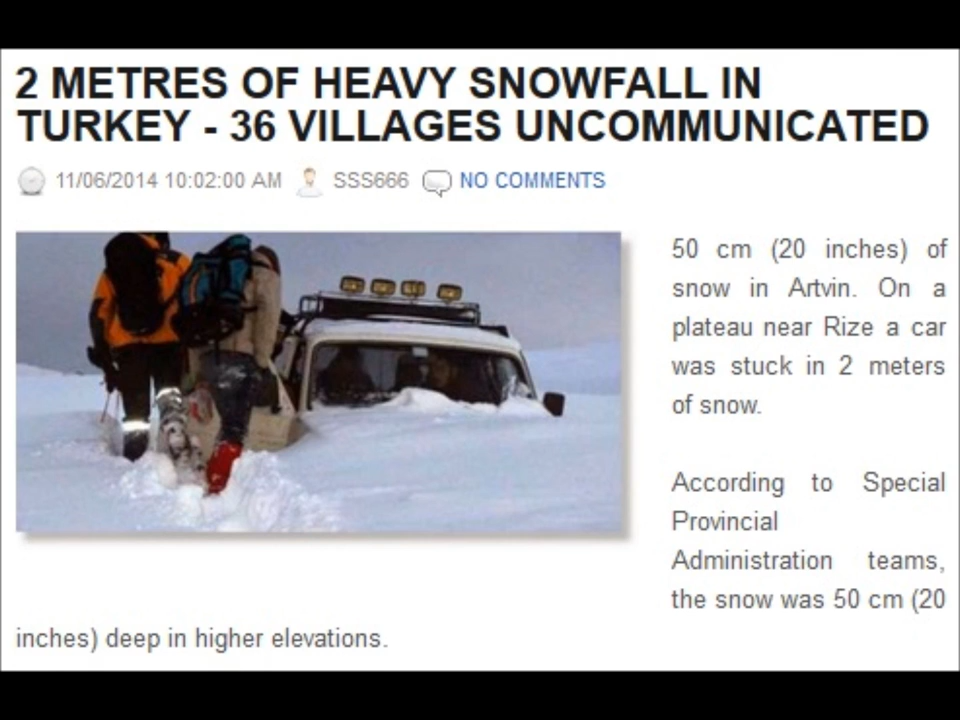 2 METRES OF HEAVY SNOWFALL IN
TURKEY - 36 VILLAGES UNCOMMUNICATED
11/06/2014 10:02:00 AM SSS666 NO COMMENTS
50 cm (20 inches) of
snow in Artvin. On a
plateau near Rize a car
was stuck in 2 meters
of snow.
According to Special
Provincial
Administration teams,
the snow was 50 cm (20
inches) deep in higher elevations.